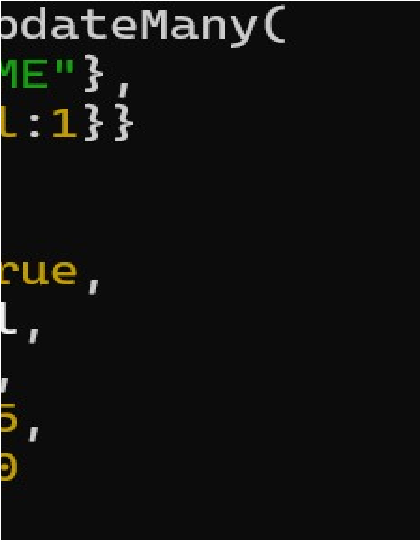 pdateMany(
ME"},
l:1}}
rue,
l,
,
5,
0